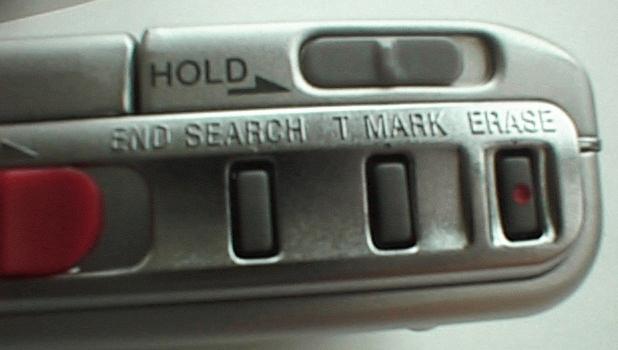 HOLD
END SEARCH T MARK ERASE